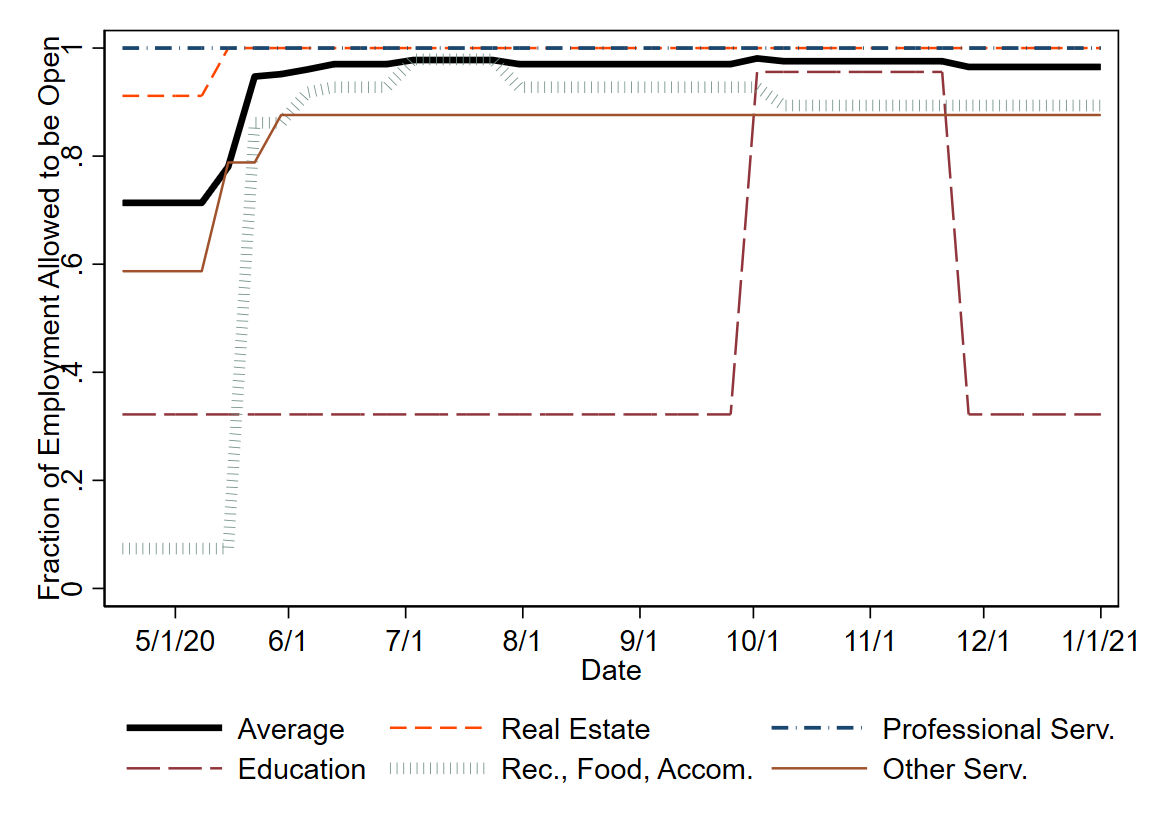 Fraction of Employment Allowed to be Open
1
.8
.6
.4
.2
0
5/1/20 6/1 7/1 8/1 9/1 10/1 11/1 12/1 1/1/21
Date
Average Real Estate Professional Serv.
Education Rec., Food, Accom. Other Serv.